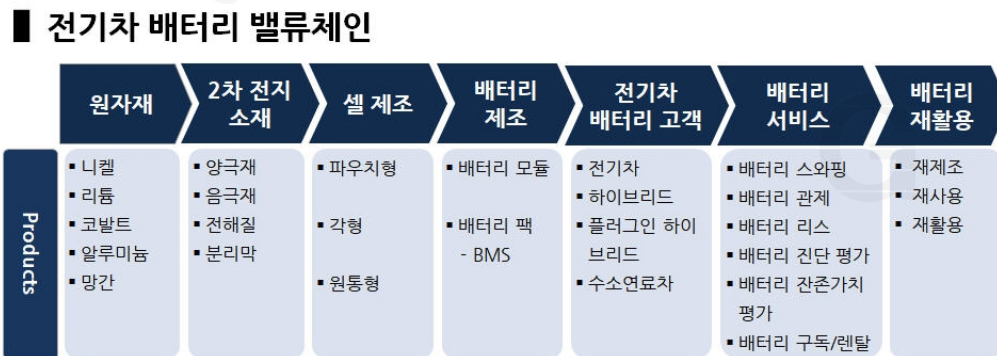 전기차 배터리 밸류체인
원자재
2차 전지
소재
셀 제조
배터리
제조
전기차
배터리 고객
배터리
서비스
배터리
재활용
Products
▪ 니켈
▪ 리튬
▪ 코발트
▪ 알루미늄
▪ 망간
▪ 양극재
▪ 음극재
▪ 전해질
▪ 분리막
▪ 파우치형
▪ 각형
▪ 원통형
▪ 배터리 모듈
▪ 배터리 팩
- BMS
▪ 전기차
▪ 하이브리드
▪ 플러그인 하이
브리드
▪ 수소연료차
▪ 배터리 스와핑
▪ 배터리 관제
▪ 배터리 리스
▪ 배터리 진단 평가
▪ 배터리 잔존가치
평가
▪ 배터리 구독/렌탈
▪ 재제조
▪ 재사용
▪ 재활용